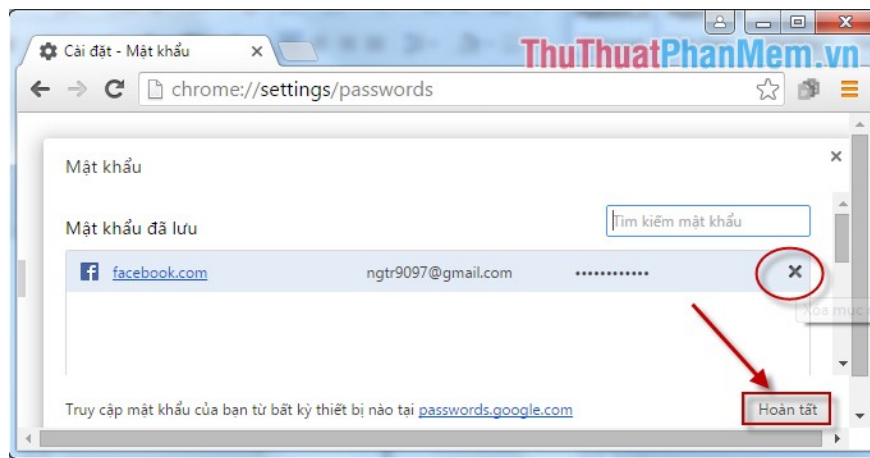 Cài đặt - Mật khẩu
ThuThuatPhanMem.vn
chrome://settings/passwords
Mật khẩu
Mật khẩu đã lưu
Tìm kiếm mật khẩu
facebook.com ngtr9097@gmail.com ••••••••••••
Xóa mục
Truy cập mật khẩu của bạn từ bất kỳ thiết bị nào tại passwords.google.com
Hoàn tất